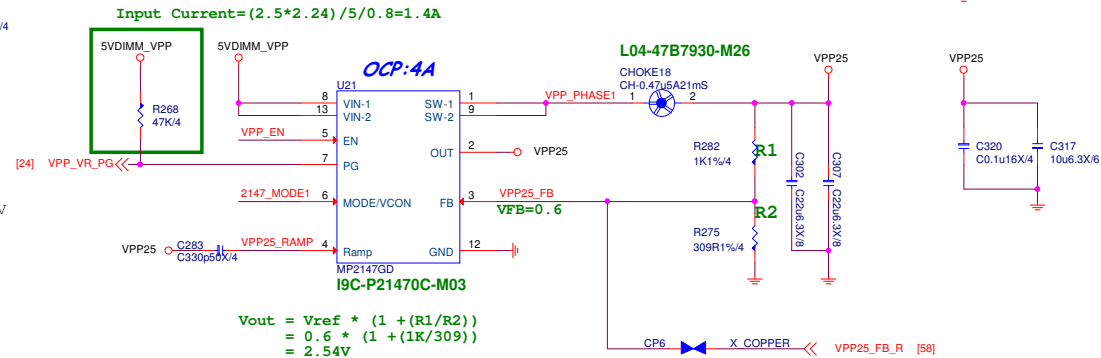 Input Current=(2.5*2.24)/5/0.8=1.4A
/4
5VDIMM_VPP
R268
47K/4
[24] VPP_VR_PG
V
5VDIMM_VPP
OCP:4A
U21
8 VIN-1
13 VIN-2
VPP_EN 5 EN
7 PG
2147_MODE1 6 MODE/VCON
VPP25 C283 VPP25_RAMP 4 Ramp
C330p50X/4
SW-1 1
SW-2 9
OUT 2 VPP25
FB 3 VPP25_FB
VFB=0.6
GND 12
MP2147GD
I9C-P21470C-M03
VPP_PHASE1
L04-47B7930-M26
CHOKE18
CH-0.47u5A21mS
1 2
VPP25
R282 R1
1K1%/4
R2
R275
309R1%/4
C302 C22u6.3X/8
C307 C22u6.3X/8
VPP25
C320
C0.1u16X/4
C317
10u6.3X/6
Vout = Vref * (1 +(R1/R2))
= 0.6 * (1 +(1K/309))
= 2.54V
CP6 X_COPPER VPP25_FB_R [58]